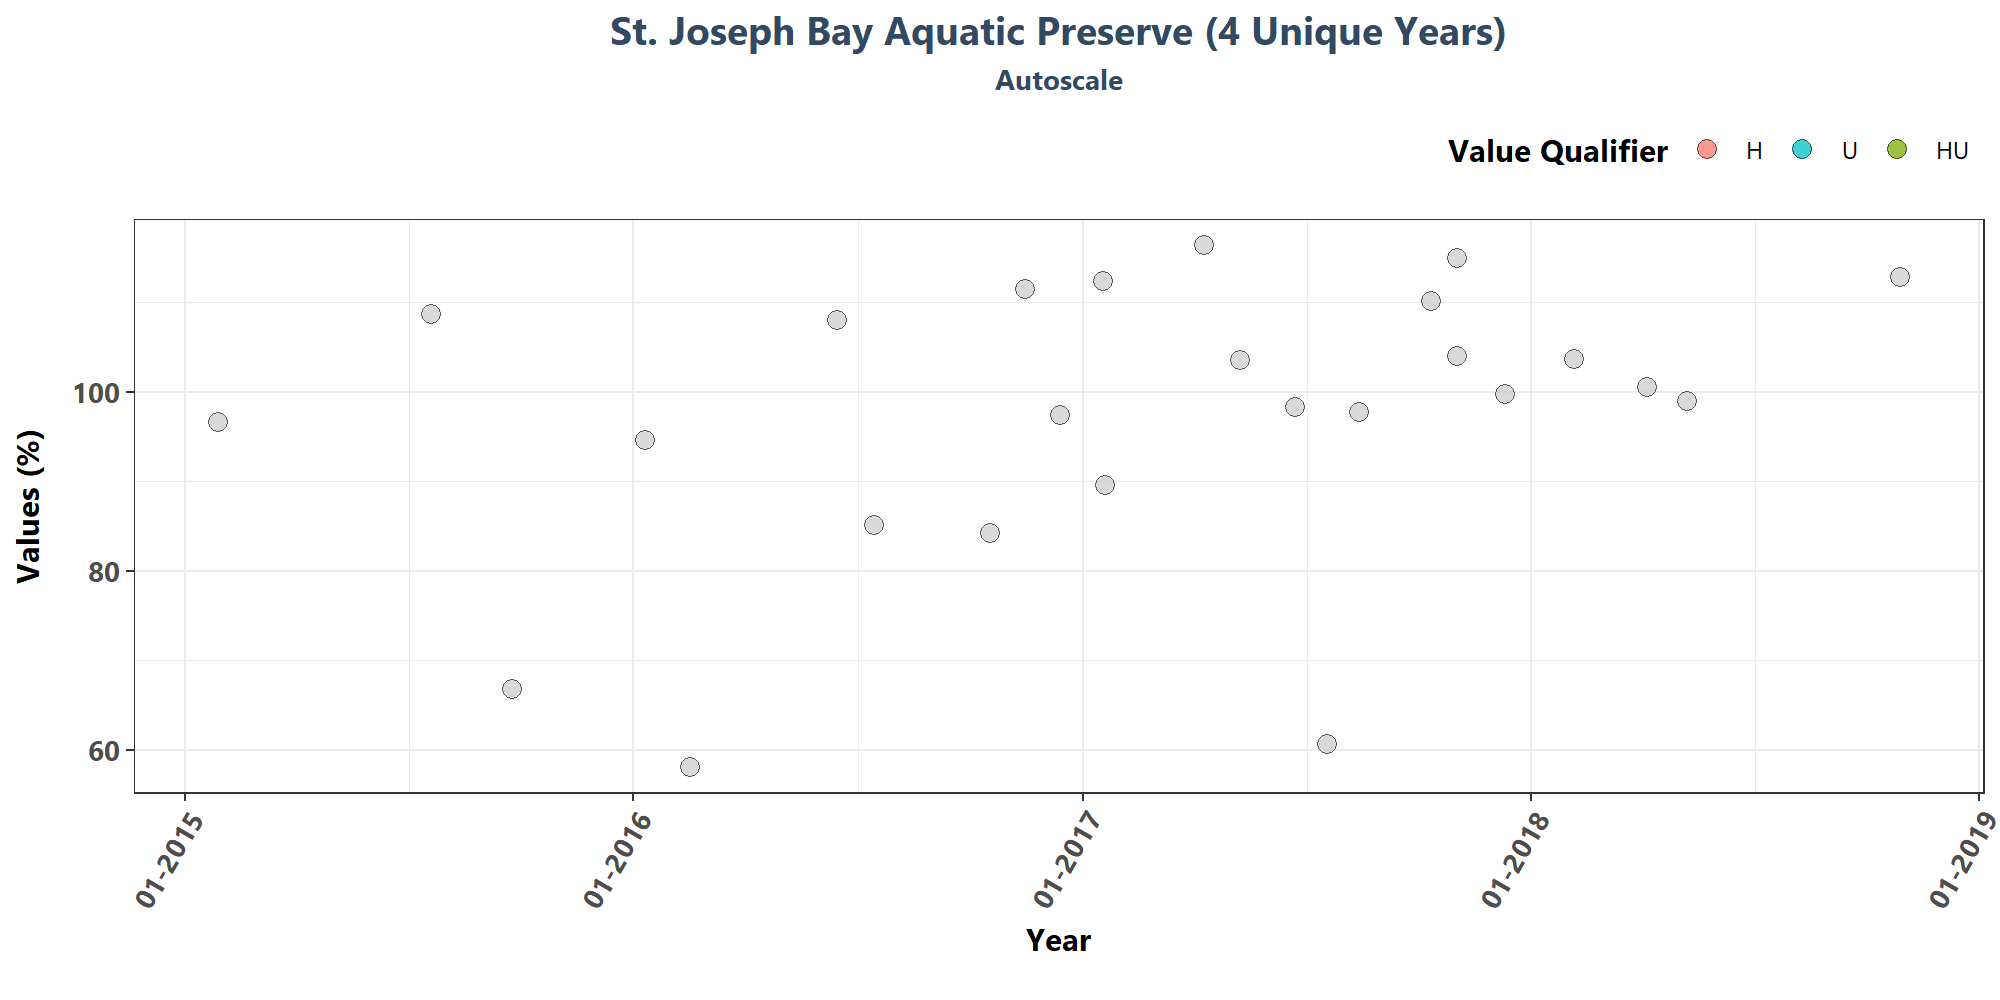 St. Joseph Bay Aquatic Preserve (4 Unique Years)
Autoscale
Value Qualifier H U HU
Values (%)
100
80
60
01-2015 01-2016 01-2017 01-2018 01-2019
Year